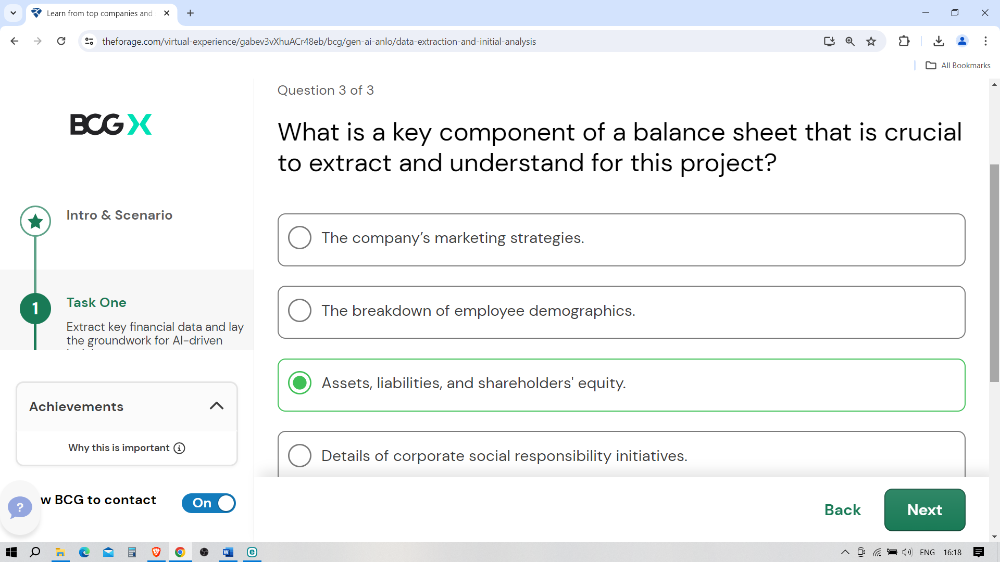 Learn from top companies and
theforage.com/virtual-experience/gabev3vXhuACr48eb/bcg/gen-ai-anlo/data-extraction-and-initial-analysis
All Bookmarks
BCG X
Intro & Scenario
1
Task One
Extract key financial data and lay
the groundwork for AI-driven
Achievements
Why this is important
w BCG to contact
On
?
Question 3 of 3
What is a key component of a balance sheet that is crucial
to extract and understand for this project?
The company’s marketing strategies.
The breakdown of employee demographics.
Assets, liabilities, and shareholders' equity.
Details of corporate social responsibility initiatives.
Back
Next
ENG
16:18